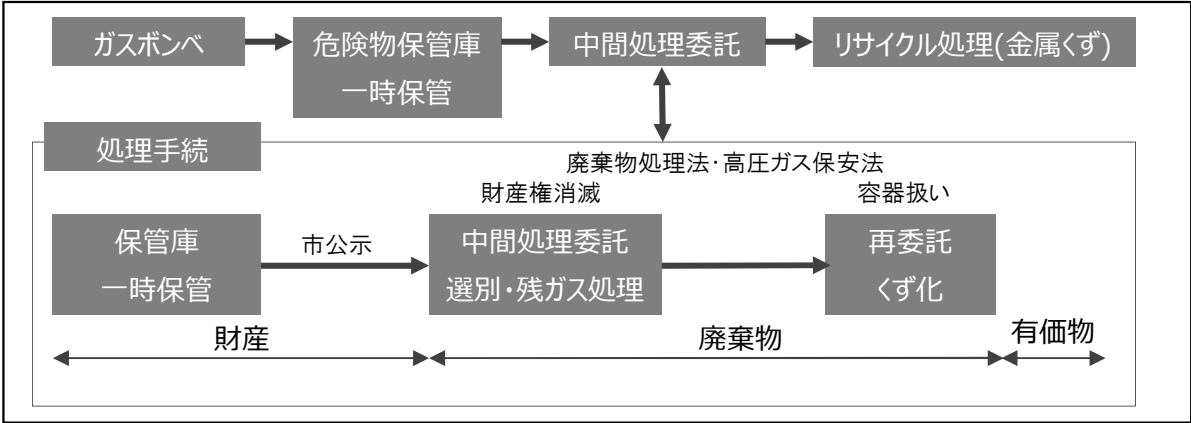 ガスボンベ
危険物保管庫
一時保管
中間処理委託
リサイクル処理(金属くず)
処理手続
廃棄物処理法・高圧ガス保安法
財産権消滅
容器扱い
保管庫
一時保管
市公示
中間処理委託
選別・残ガス処理
再委託
くず化
財産
廃棄物
有価物